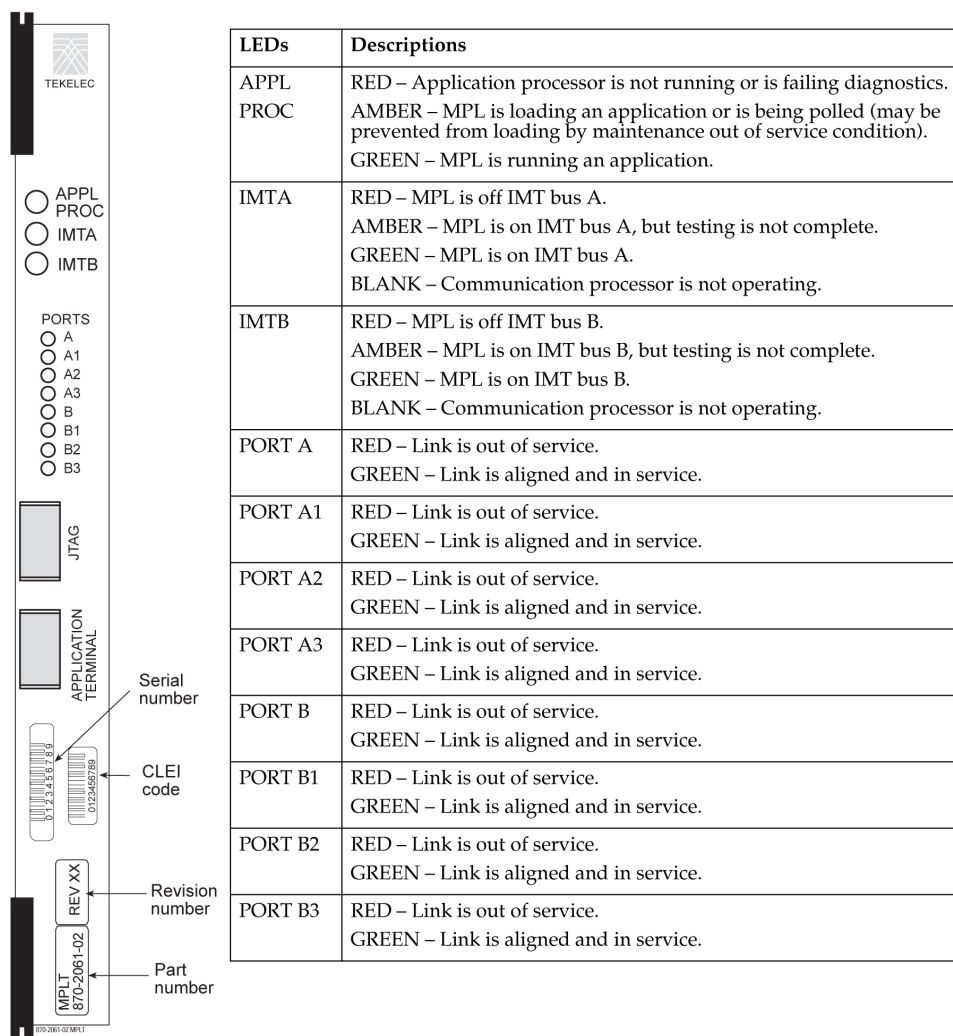 TEKELEC
APPL
PROC
IMTA
IMTB
PORTS
A
A1
A2
A3
B
B1
B2
B3
JTAG
APPLICATION
TERMINAL
Serial
number
0123456789
CLEI
code
0123456789
REV XX
Revision
number
MPLT
870-2061-02
Part
number
870-2061-02 MPLT
LEDs Descriptions
APPL RED – Application processor is not running or is failing diagnostics.
PROC AMBER – MPL is loading an application or is being polled (may be
prevented from loading by maintenance out of service condition).
GREEN – MPL is running an application.
IMTA RED – MPL is off IMT bus A.
AMBER – MPL is on IMT bus A, but testing is not complete.
GREEN – MPL is on IMT bus A.
BLANK – Communication processor is not operating.
IMTB RED – MPL is off IMT bus B.
AMBER – MPL is on IMT bus B, but testing is not complete.
GREEN – MPL is on IMT bus B.
BLANK – Communication processor is not operating.
PORT A RED – Link is out of service.
GREEN – Link is aligned and in service.
PORT A1 RED – Link is out of service.
GREEN – Link is aligned and in service.
PORT A2 RED – Link is out of service.
GREEN – Link is aligned and in service.
PORT A3 RED – Link is out of service.
GREEN – Link is aligned and in service.
PORT B RED – Link is out of service.
GREEN – Link is aligned and in service.
PORT B1 RED – Link is out of service.
GREEN – Link is aligned and in service.
PORT B2 RED – Link is out of service.
GREEN – Link is aligned and in service.
PORT B3 RED – Link is out of service.
GREEN – Link is aligned and in service.